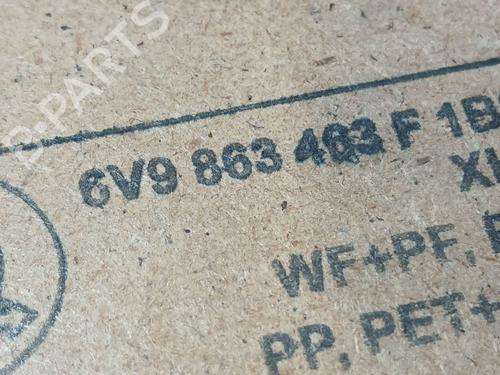 B-PARTS
6V9 863 463 F 1B
WF+PF,
PP, PET+